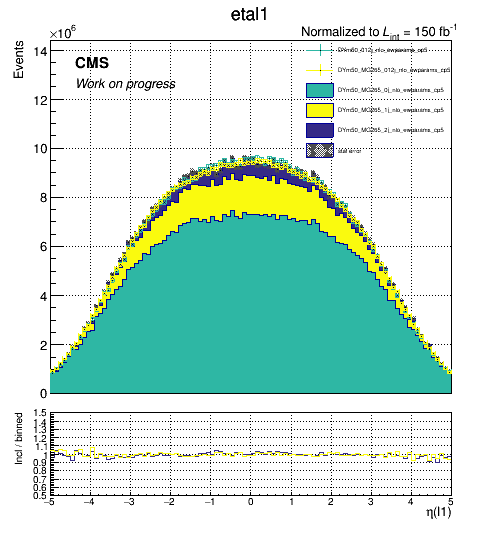 etal1
×10⁶
Normalized to L_int = 150 fb⁻¹
Events
CMS
Work on progress
DYm50_012j_nlo_ewparams_cp5
DYm50_MG265_012j_nlo_ewparams_cp5
DYm50_MG265_0j_nlo_ewparams_cp5
DYm50_MG265_1j_nlo_ewparams_cp5
DYm50_MG265_2j_nlo_ewparams_cp5
stat error
14
12
10
8
6
4
2
0
Incl / binned
1.5
1.4
1.3
1.2
1.1
1
0.9
0.8
0.7
0.6
0.5
−5 −4 −3 −2 −1 0 1 2 3 4 5
η(l1)